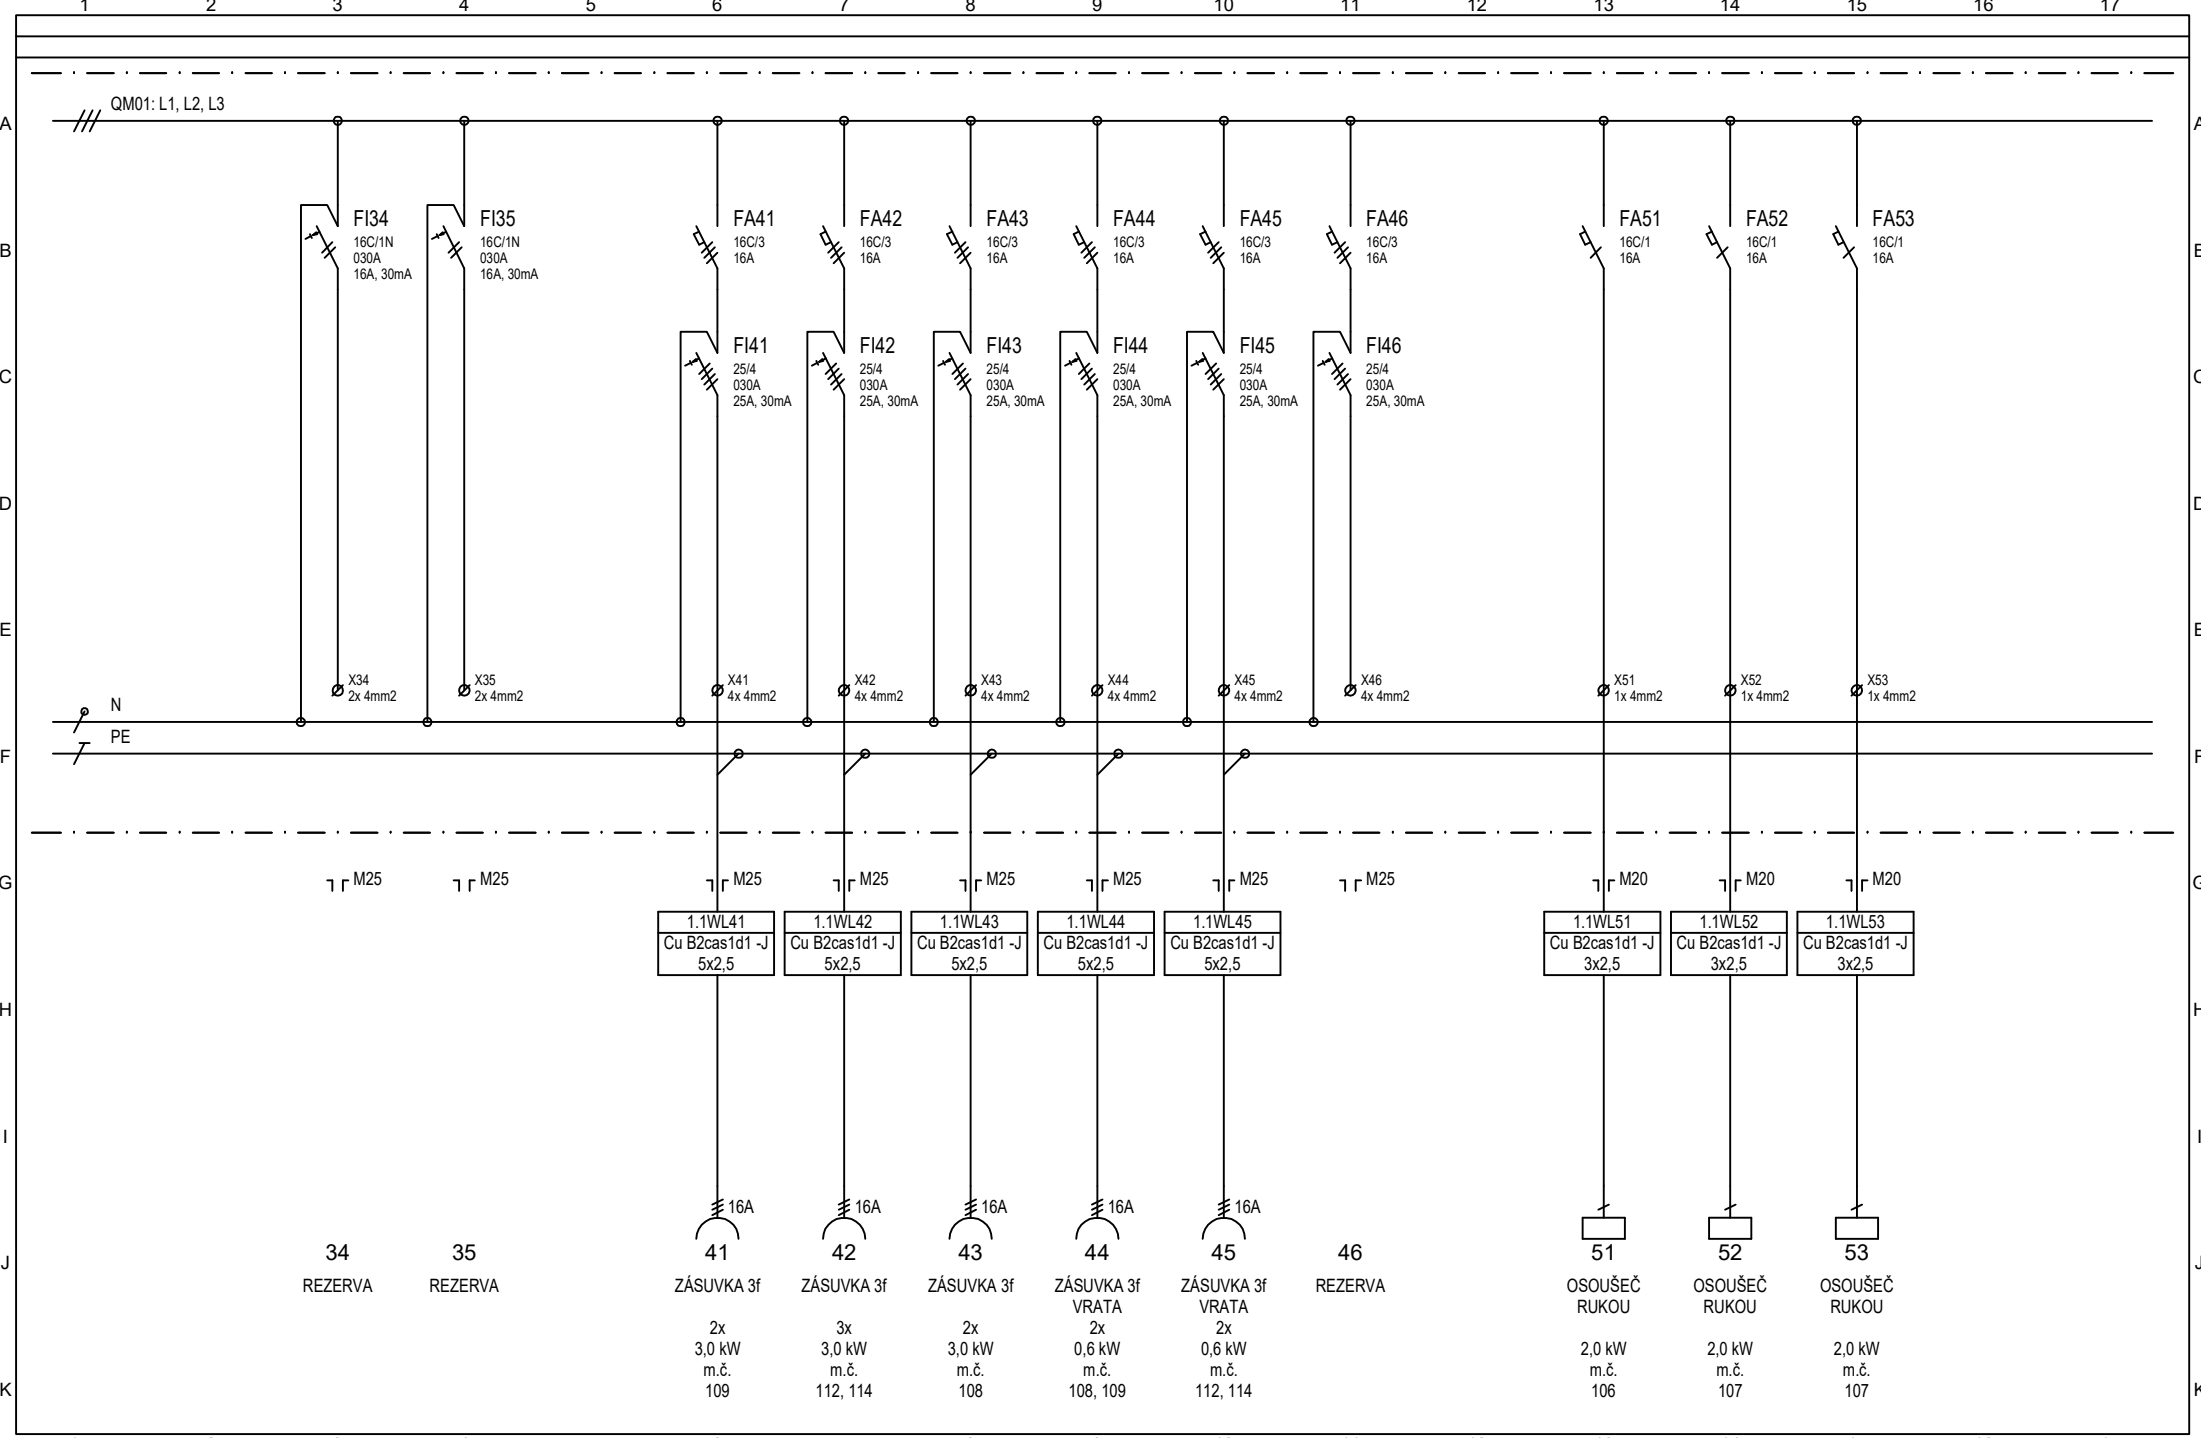 1 2 3 4 5 6 7 8 9 10 11 12 13 14 15 16 17
QM01: L1, L2, L3
A A
FI34 FI35 FA41 FA42 FA43 FA44 FA45 FA46 FA51 FA52 FA53
16C/1N 16C/1N 16C/3 16C/3 16C/3 16C/3 16C/3 16C/3 16C/1 16C/1 16C/1
B B
030A 030A 16A 16A 16A 16A 16A 16A 16A 16A 16A
16A, 30mA 16A, 30mA
FI41 FI42 FI43 FI44 FI45 FI46
25/4 25/4 25/4 25/4 25/4 25/4
C C
030A 030A 030A 030A 030A 030A
25A, 30mA 25A, 30mA 25A, 30mA 25A, 30mA 25A, 30mA 25A, 30mA
D D
E E
X34 X35 X41 X42 X43 X44 X45 X46 X51 X52 X53
2x 4mm2 2x 4mm2 4x 4mm2 4x 4mm2 4x 4mm2 4x 4mm2 4x 4mm2 4x 4mm2 1x 4mm2 1x 4mm2 1x 4mm2
N
PE
F F
G G
M25 M25 M25 M25 M25 M25 M25 M25 M20 M20 M20
1.1WL41 1.1WL42 1.1WL43 1.1WL44 1.1WL45 1.1WL51 1.1WL52 1.1WL53
Cu B2cas1d1 -J Cu B2cas1d1 -J Cu B2cas1d1 -J Cu B2cas1d1 -J Cu B2cas1d1 -J Cu B2cas1d1 -J Cu B2cas1d1 -J Cu B2cas1d1 -J
5x2,5 5x2,5 5x2,5 5x2,5 5x2,5 3x2,5 3x2,5 3x2,5
H H
I I
16A 16A 16A 16A 16A
34 35 41 42 43 44 45 46 51 52 53
J J
REZERVA REZERVA ZÁSUVKA 3f ZÁSUVKA 3f ZÁSUVKA 3f ZÁSUVKA 3f ZÁSUVKA 3f REZERVA OSOUŠEČ OSOUŠEČ OSOUŠEČ
VRATA VRATA RUKOU RUKOU RUKOU
2x 3x 2x 2x 2x
3,0 kW 3,0 kW 3,0 kW 0,6 kW 0,6 kW 2,0 kW 2,0 kW 2,0 kW
m.č. m.č. m.č. m.č. m.č. m.č. m.č. m.č.
K K
109 112, 114 108 108, 109 112, 114 106 107 107